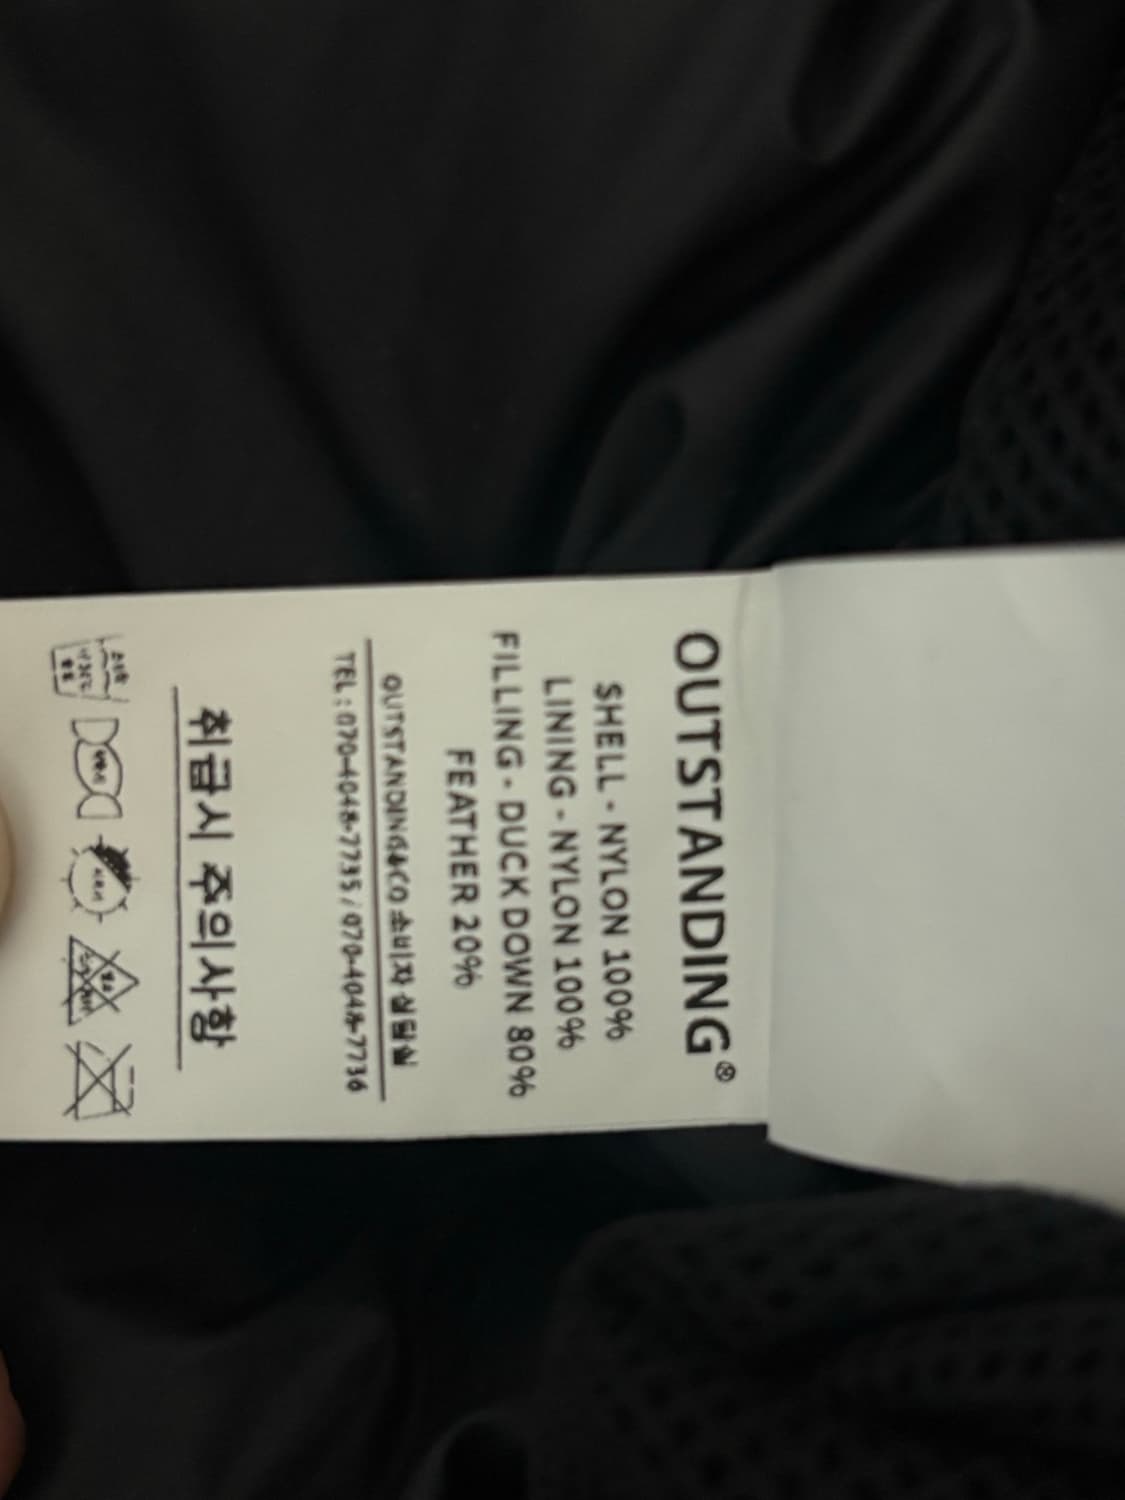 OUTSTANDING®
SHELL - NYLON 100%
LINING - NYLON 100%
FILLING - DUCK DOWN 80%
FEATHER 20%
OUTSTANDING&CO 소비자 상담실
TEL : 070-4048-7735 / 070-4048-7736
취급시 주의사항